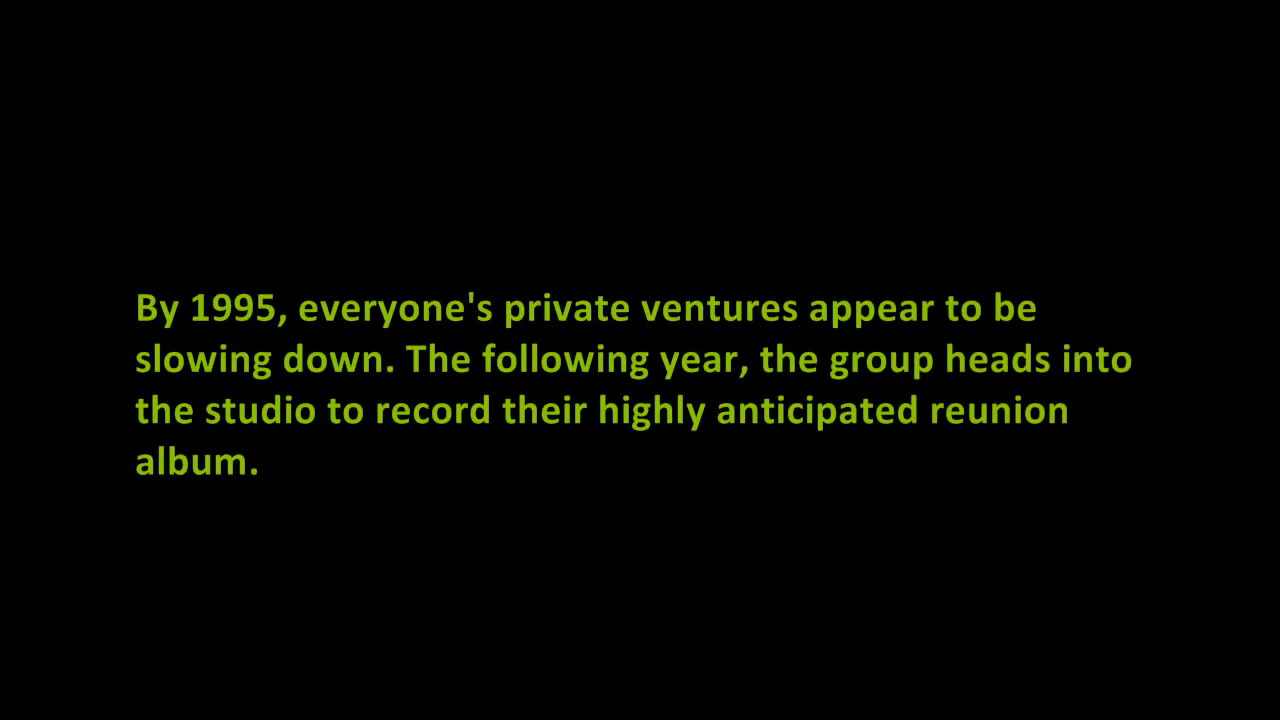 By 1995, everyone's private ventures appear to be
slowing down. The following year, the group heads into
the studio to record their highly anticipated reunion
album.